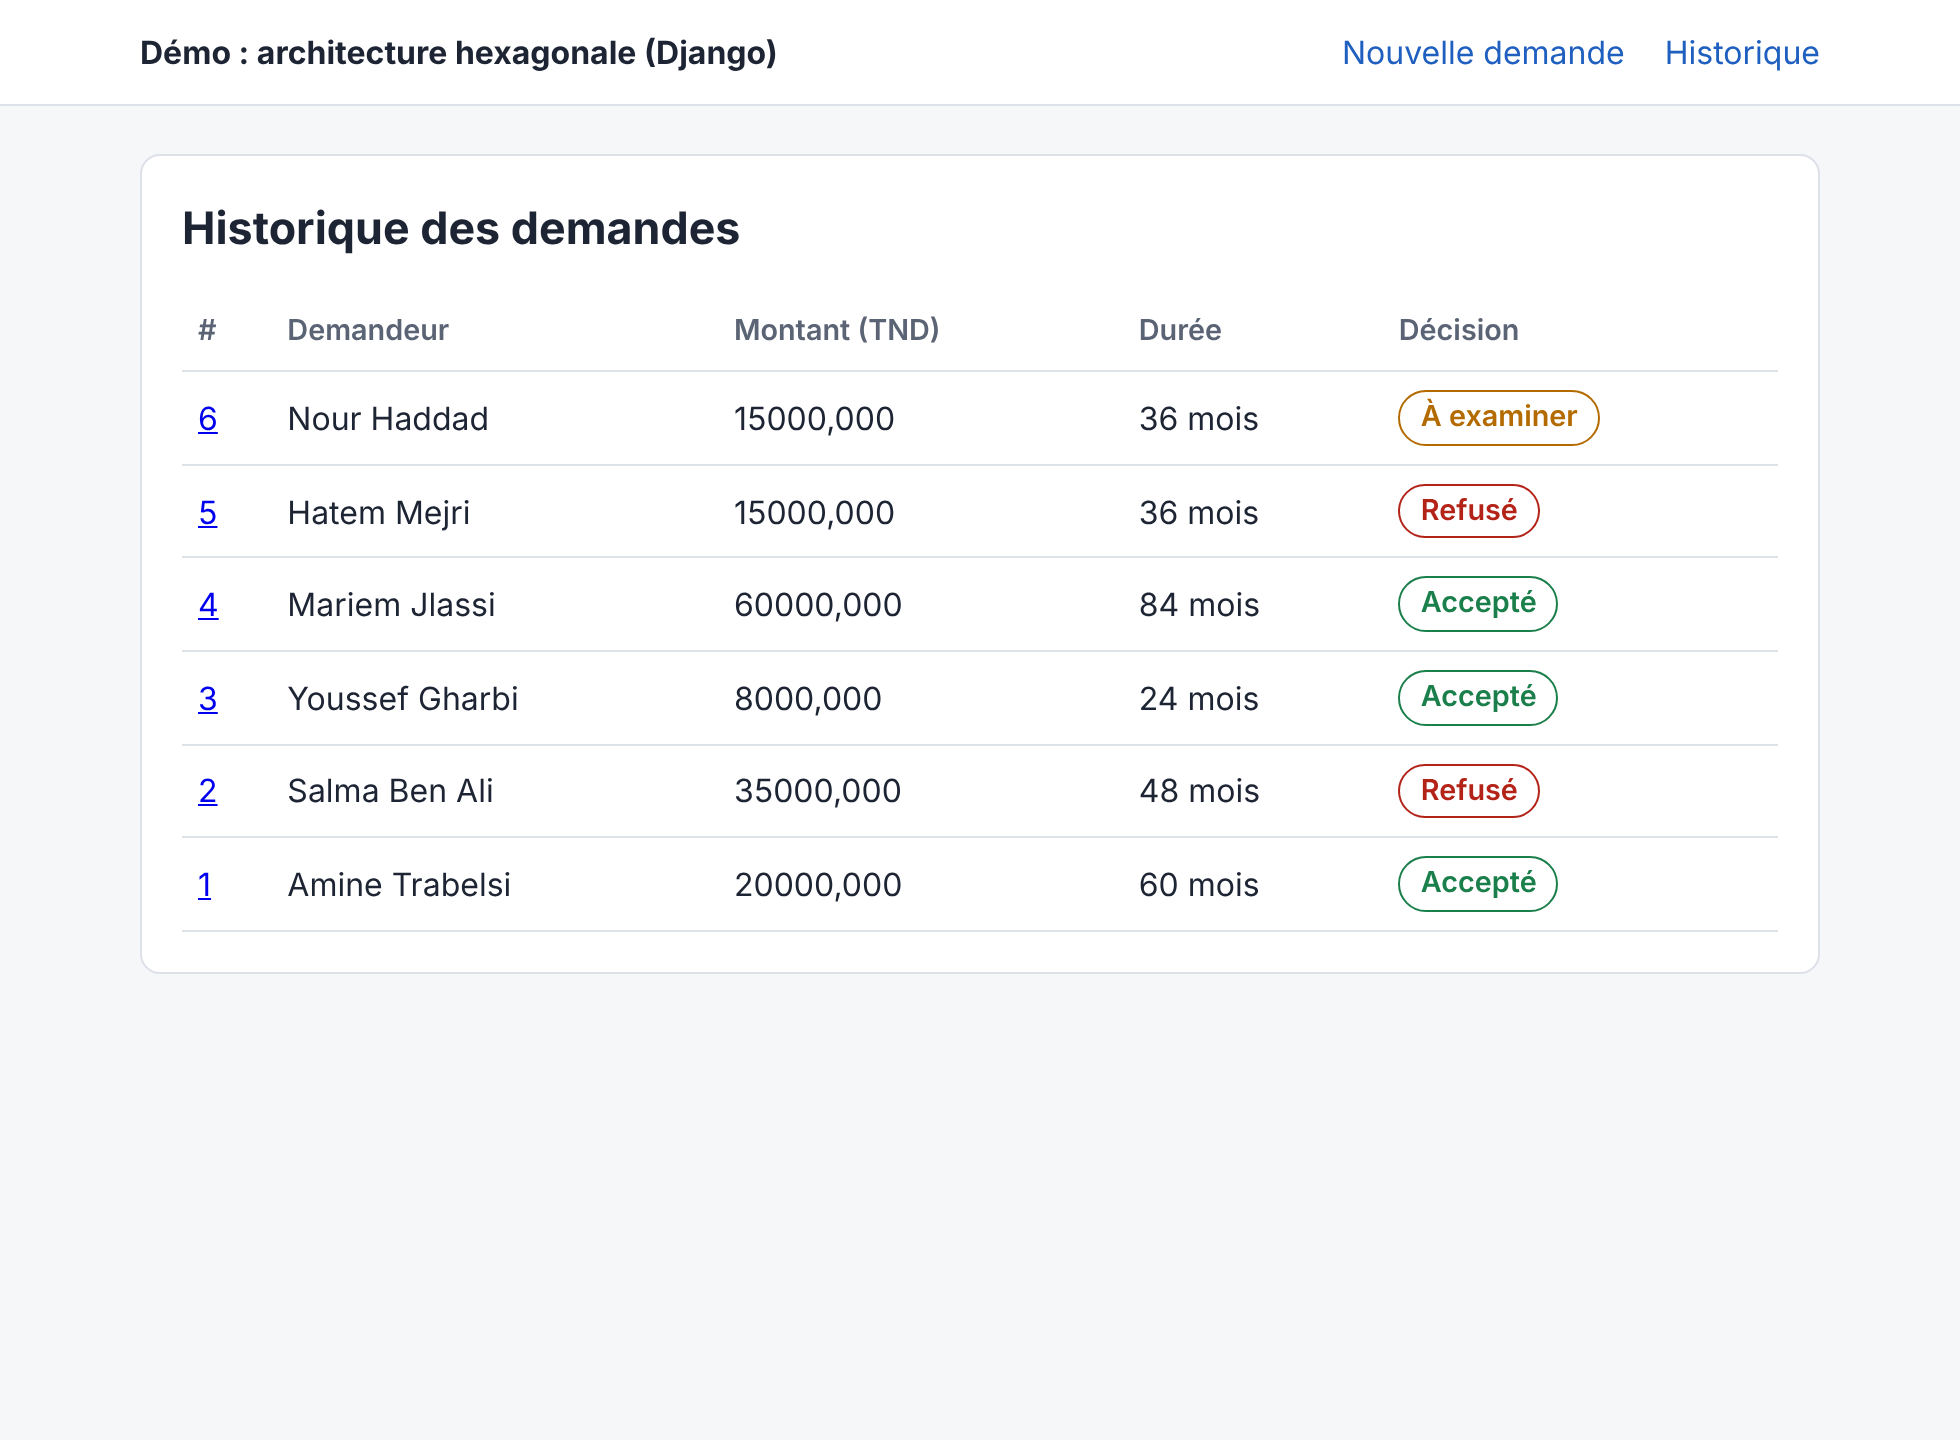 Démo : architecture hexagonale (Django) Nouvelle demande Historique
Historique des demandes
# Demandeur Montant (TND) Durée Décision
6 Nour Haddad 15000,000 36 mois À examiner
5 Hatem Mejri 15000,000 36 mois Refusé
4 Mariem Jlassi 60000,000 84 mois Accepté
3 Youssef Gharbi 8000,000 24 mois Accepté
2 Salma Ben Ali 35000,000 48 mois Refusé
1 Amine Trabelsi 20000,000 60 mois Accepté